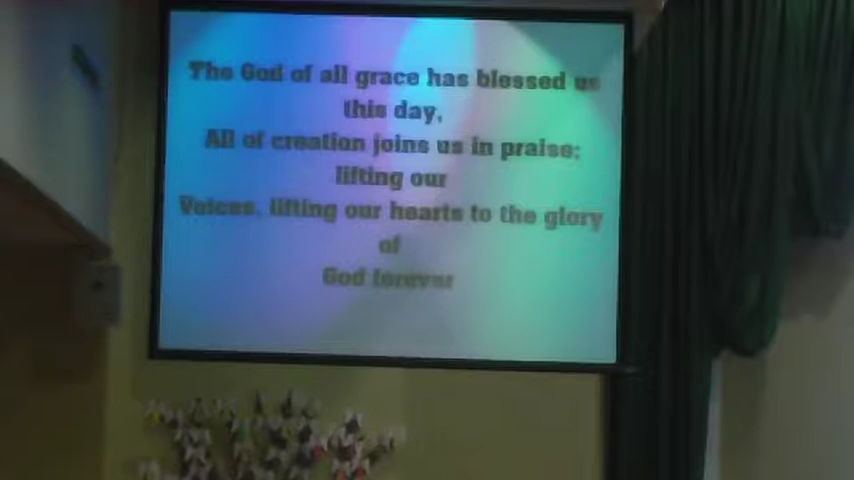 The God of all grace has blessed us
this day,
All of creation joins us in praise;
lifting our
Voices, lifting our hearts to the glory
of
God forever